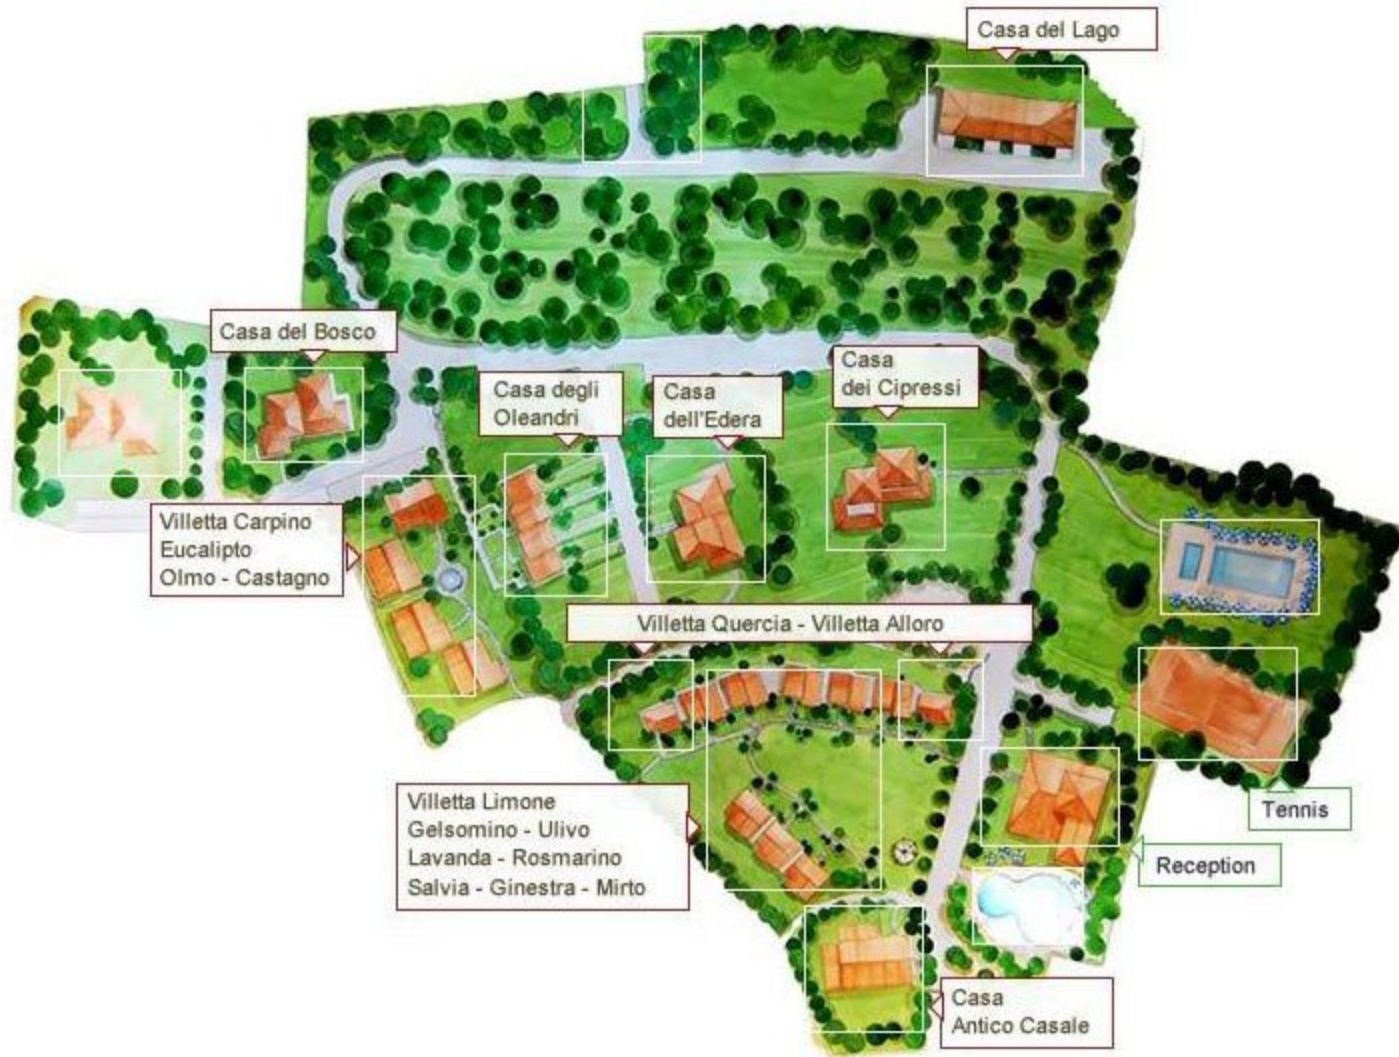 Casa del Lago
Casa del Bosco
Casa degli
Oleandri
Casa
dell'Edera
Casa
dei Cipressi
Villetta Carpino
Eucalipto
Olmo - Castagno
Villetta Quercia - Villetta Alloro
Villetta Limone
Gelsomino - Ulivo
Lavanda - Rosmarino
Salvia - Ginestra - Mirto
Tennis
Reception
Casa
Antico Casale